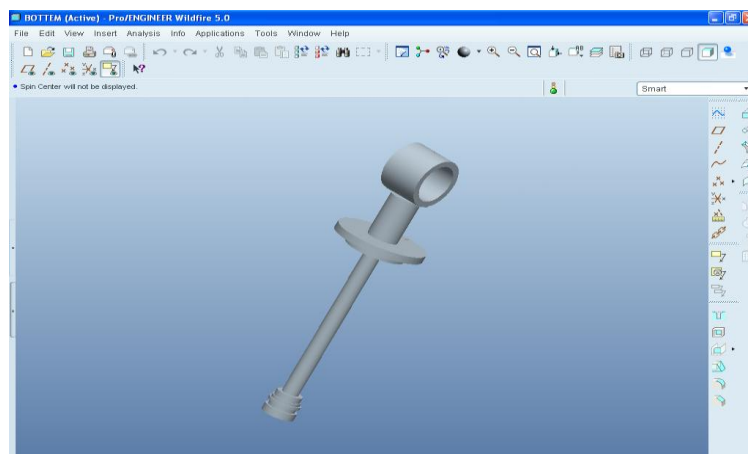 BOTTEM (Active) - Pro/ENGINEER Wildfire 5.0
File Edit View Insert Analysis Info Applications Tools Window Help
Spin Center will not be displayed.
Smart